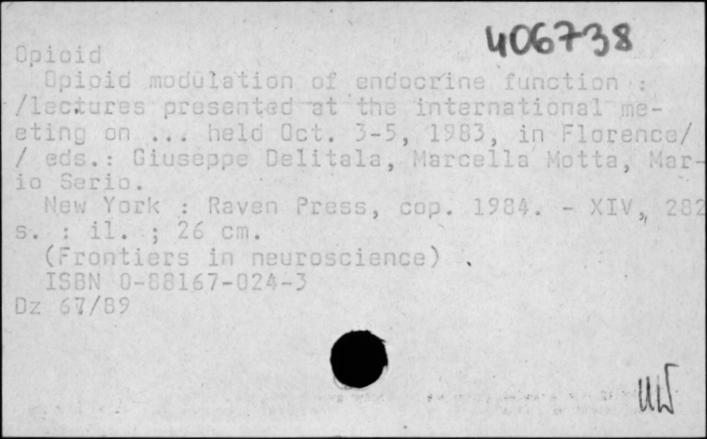 406738
Opioid
Opioid modulation of endocrine function :
/lectures presented at the international me-
eting on ... held Oct. 3-5, 1983, in Florence/
/ eds.: Giuseppe Delitala, Marcella Motta, Mar-
io Serio.
New York : Raven Press, cop. 1984. - XIV, 282
s. : il. ; 26 cm.
(Frontiers in neuroscience)
ISBN 0-88167-024-3
Dz 67/89